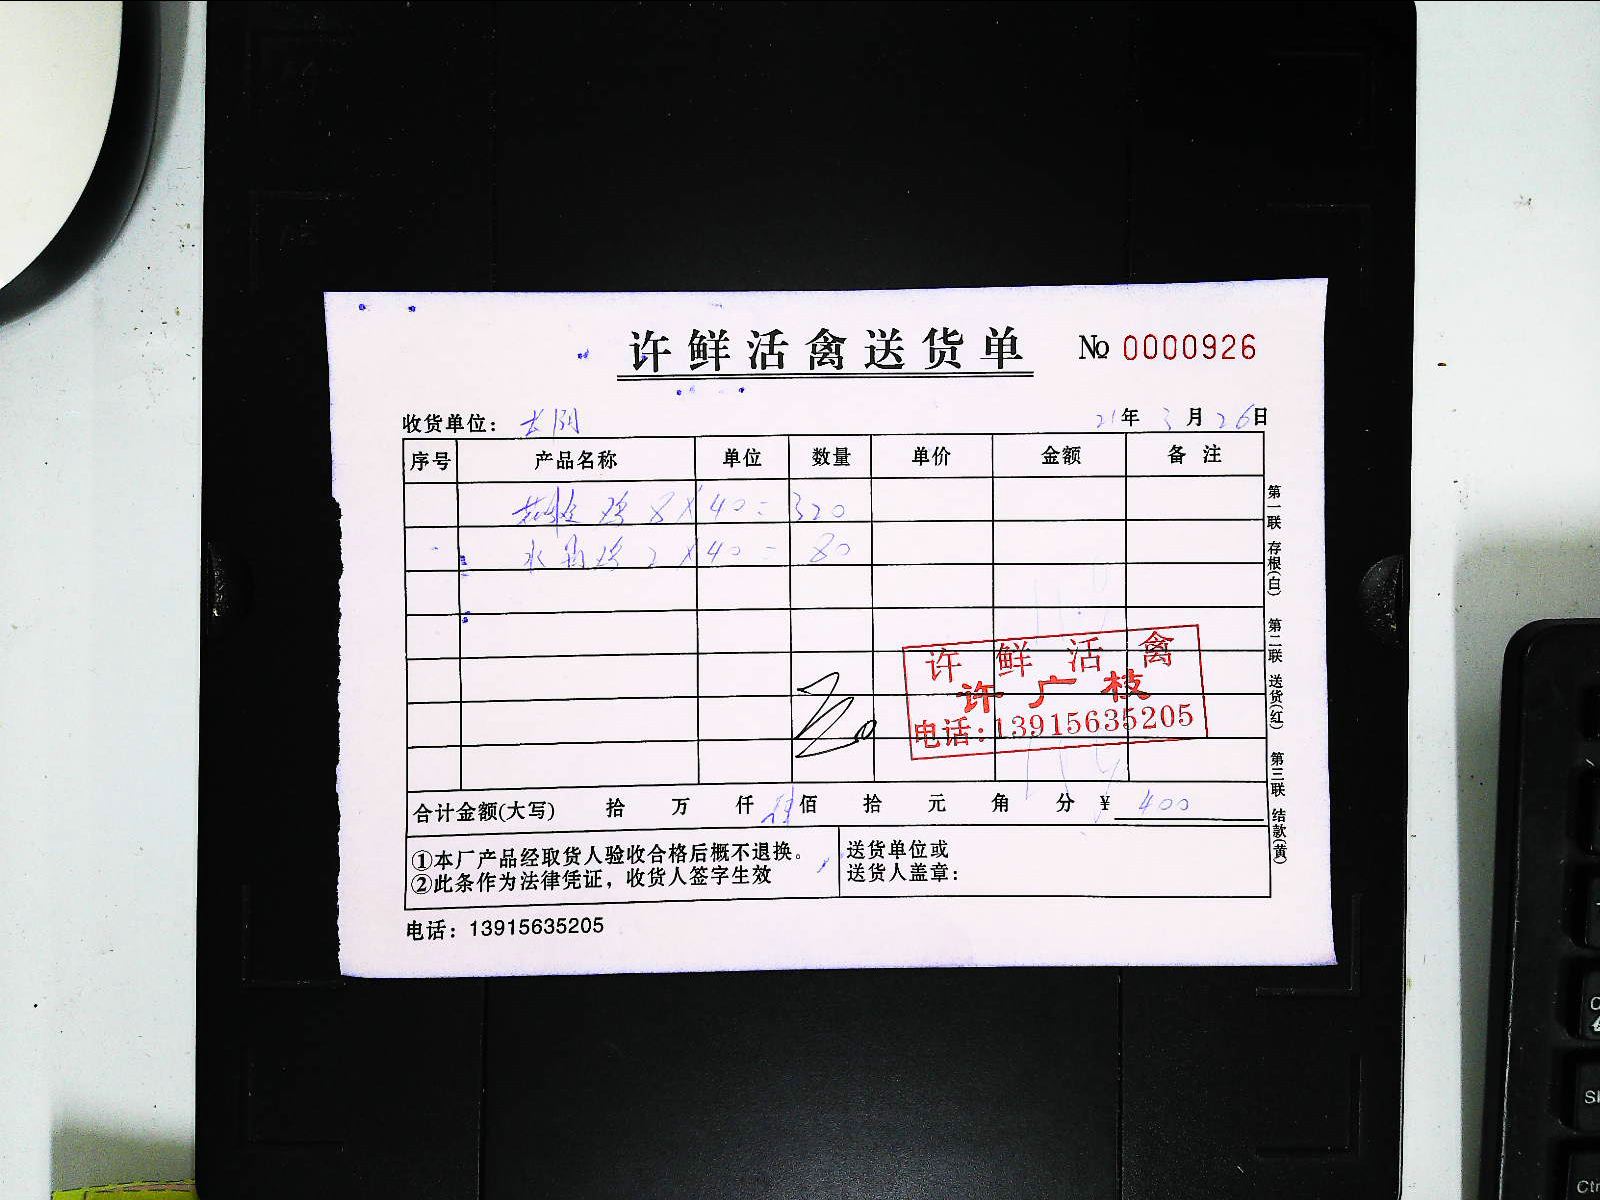 许鲜活禽送货单 № 0000926
收货单位: 21年 3月 26日
序号 产品名称 单位 数量 单价 金额 备注
鸡 8×40=320
鸡 2×40=80
许鲜活禽
许广枝
电话:13915635205
合计金额(大写) 拾 万 仟 佰 拾 元 角 分 ¥ 400
①本厂产品经取货人验收合格后概不退换。
②此条作为法律凭证，收货人签字生效
送货单位或
送货人盖章:
电话: 13915635205
第一联 存根(白) 第二联 送货(红) 第三联 结款(黄)